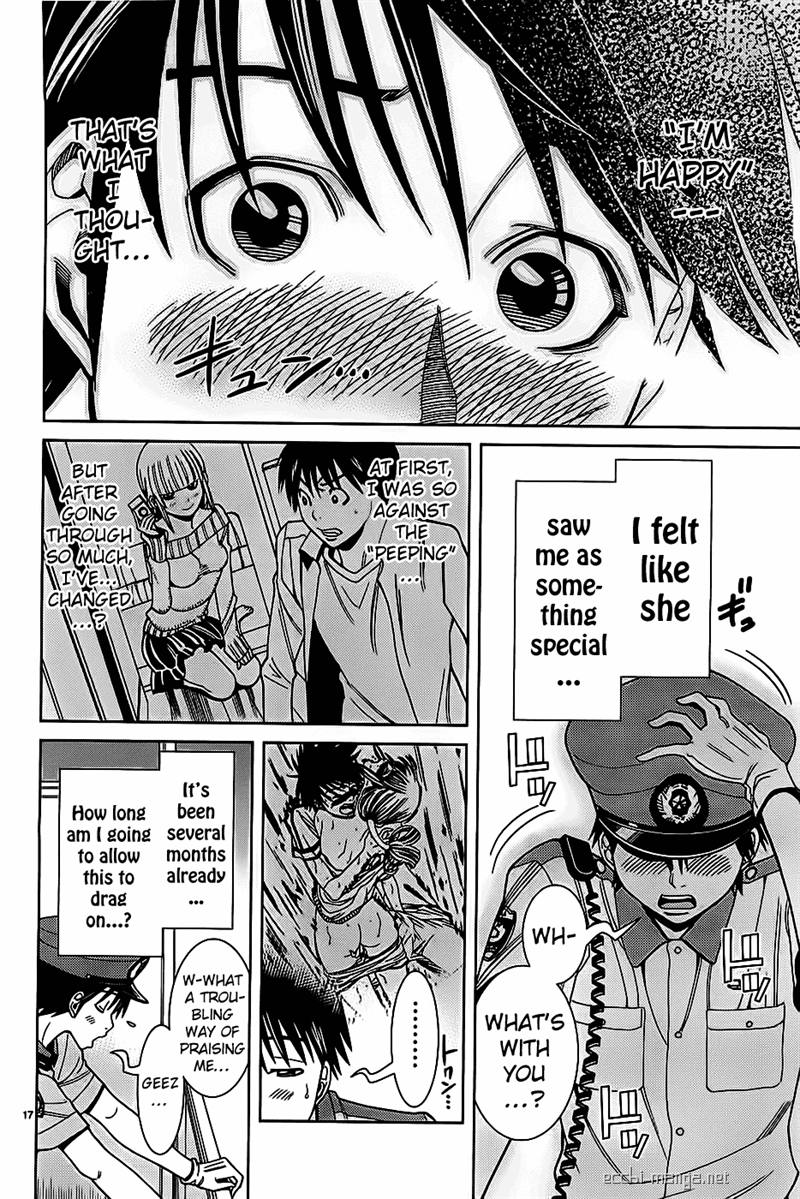 "I'M
HAPPY"
---
THAT'S
WHAT
I
THOU-
GHT...
キュン...
I felt
like
she
saw
me as
some-
thing
special
...
ギュ
WH-
WHAT'S
WITH
YOU
...?
AT FIRST,
I WAS SO
AGAINST
THE
"PEEPING"
...
BUT
AFTER
GOING
THROUGH
SO MUCH,
I'VE...
CHANGED
...?
........
It's
been
several
months
already
...
How long
am I going
to allow
this to
drag
on...?
W-WHAT
A TROU-
BLING
WAY OF
PRAISING
ME...
GEEZ
...
17
ecchi-manga.net